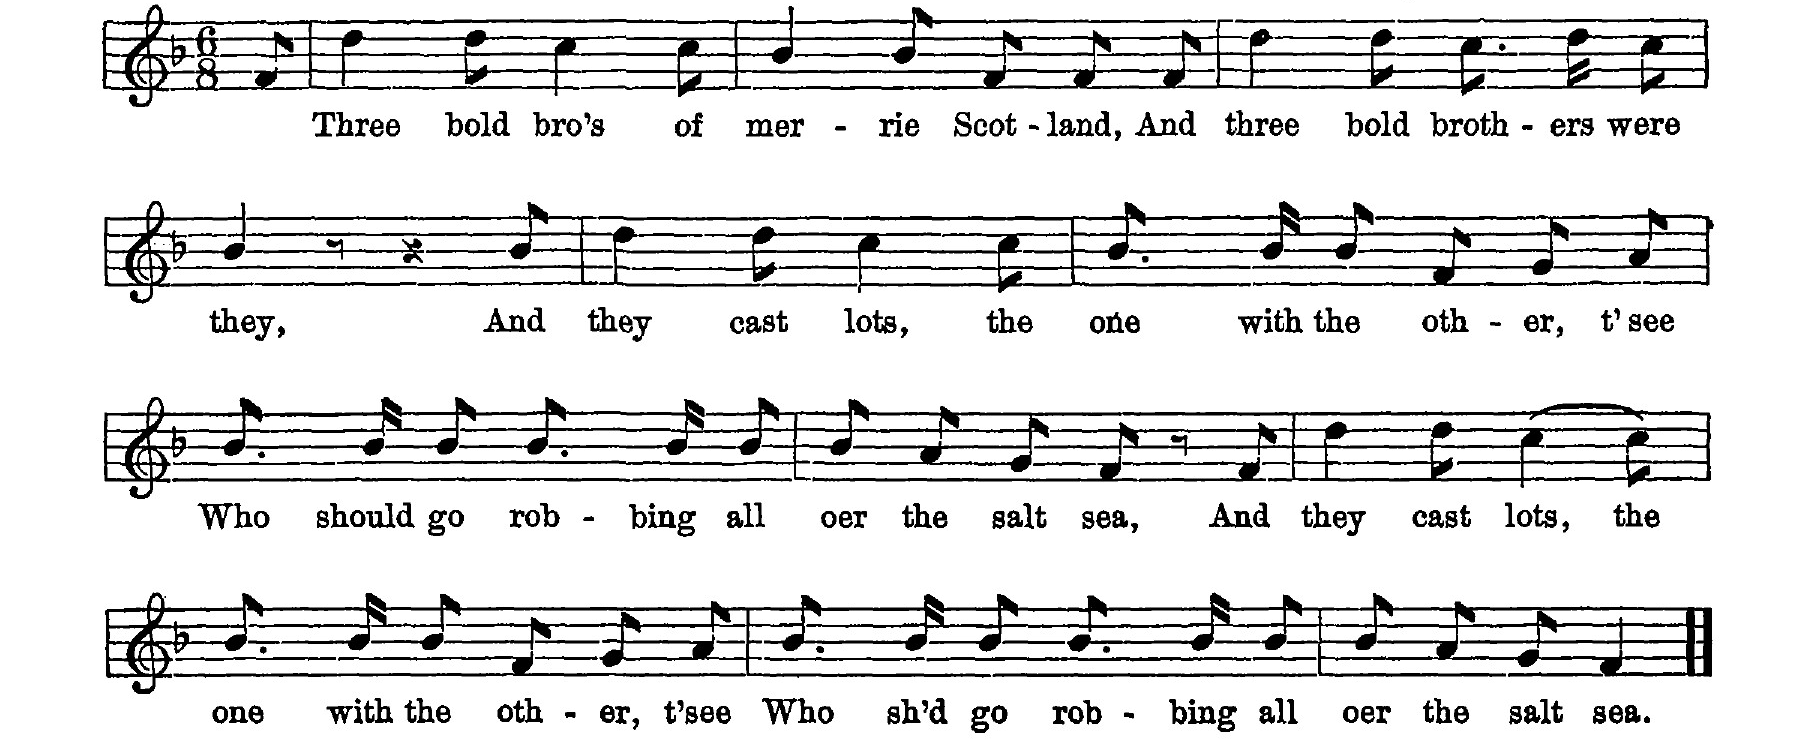 6
8
Three bold bro's of mer - rie Scot - land, And three bold broth - ers were
they, And they cast lots, the one with the oth - er, t' see
Who should go rob - bing all oer the salt sea, And they cast lots, the
one with the oth - er, t'see Who sh'd go rob - bing all oer the salt sea.